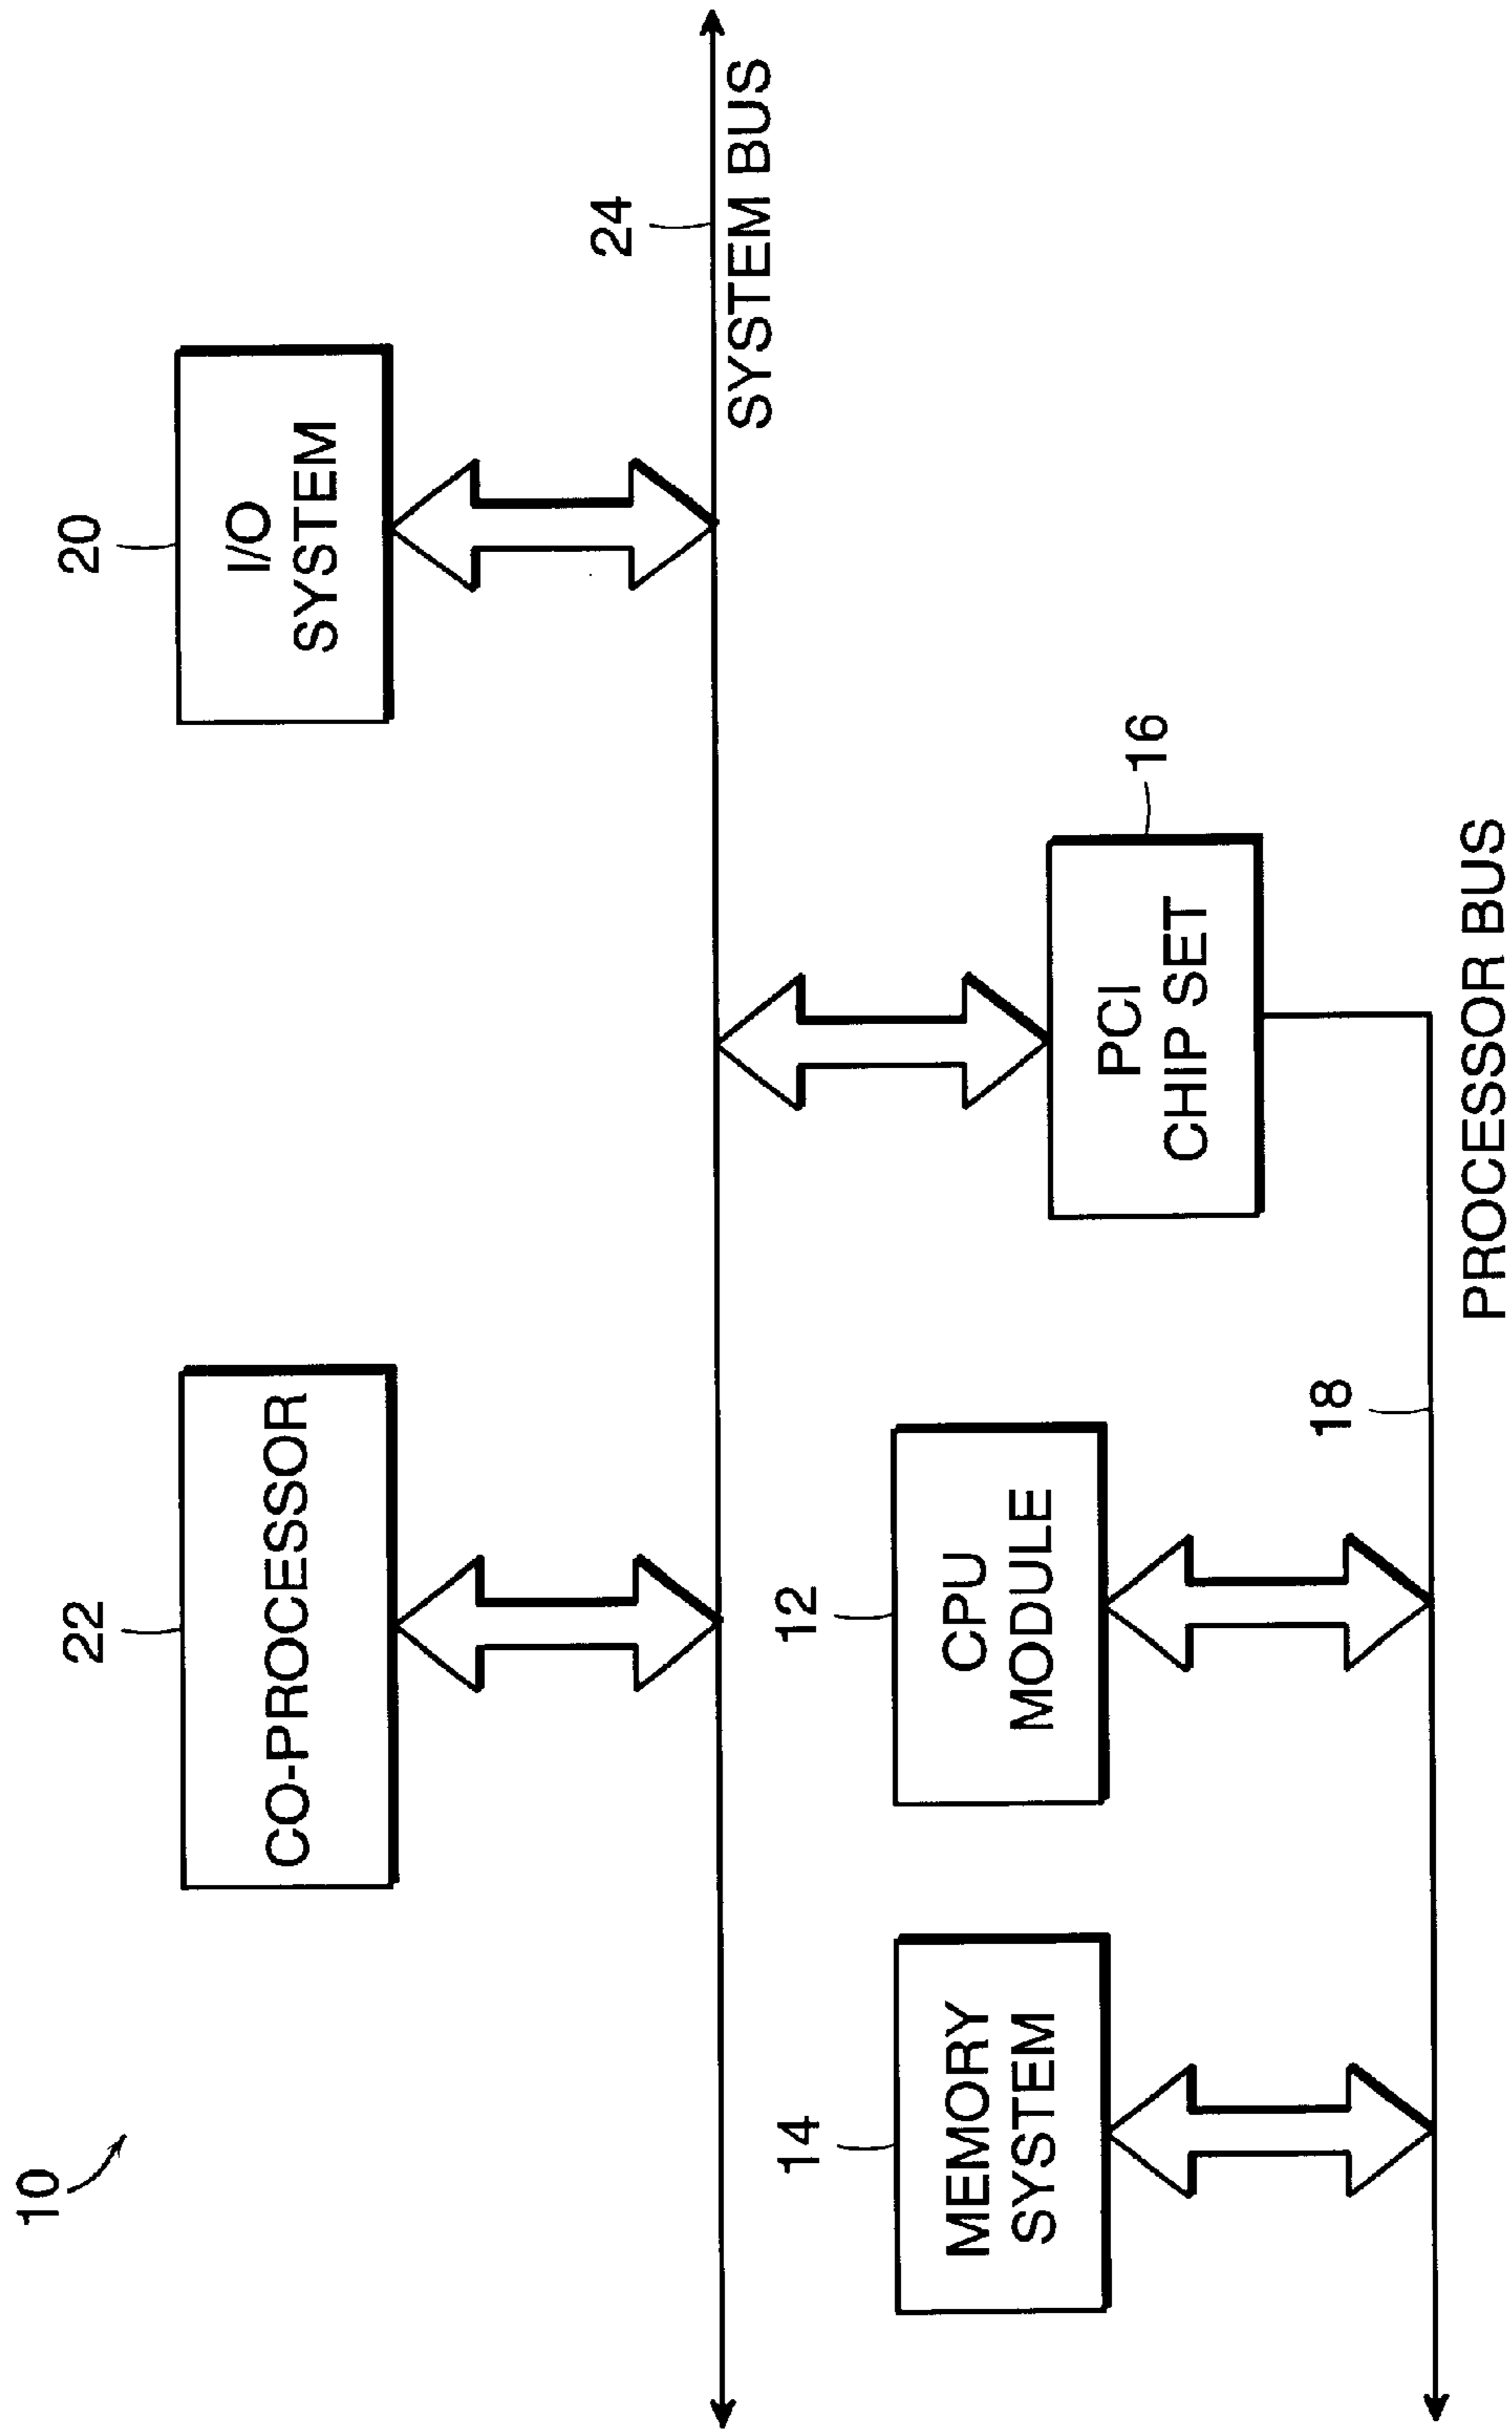 10
22
CO-PROCESSOR
20
I/O
SYSTEM
24
SYSTEM BUS
14
MEMORY
SYSTEM
12
CPU
MODULE
16
PCI
CHIP SET
18
PROCESSOR BUS